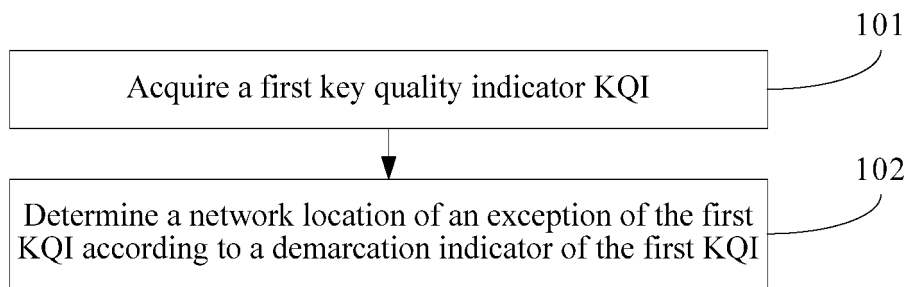 101
Acquire a first key quality indicator KQI
102
Determine a network location of an exception of the first
KQI according to a demarcation indicator of the first KQI